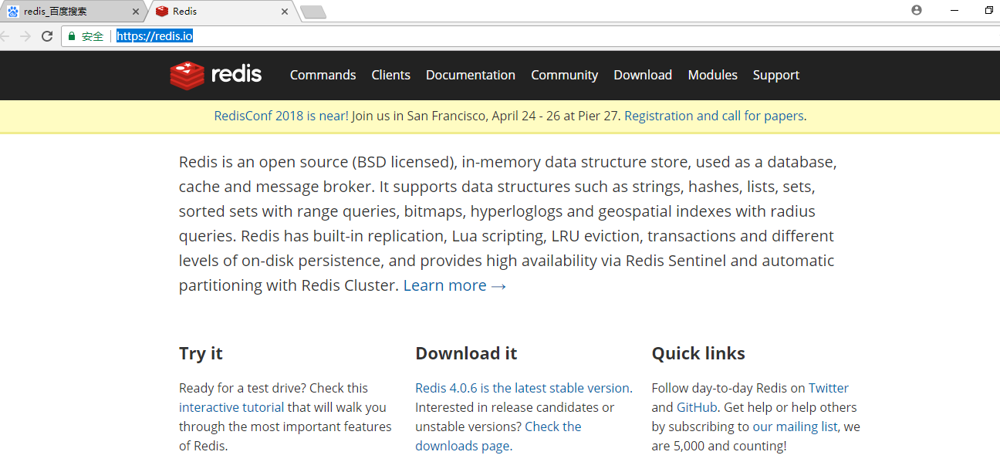 redis_百度搜索
Redis
安全
https://redis.io
redis
Commands Clients Documentation Community Download Modules Support
RedisConf 2018 is near! Join us in San Francisco, April 24 - 26 at Pier 27. Registration and call for papers.
Redis is an open source (BSD licensed), in-memory data structure store, used as a database,
cache and message broker. It supports data structures such as strings, hashes, lists, sets,
sorted sets with range queries, bitmaps, hyperloglogs and geospatial indexes with radius
queries. Redis has built-in replication, Lua scripting, LRU eviction, transactions and different
levels of on-disk persistence, and provides high availability via Redis Sentinel and automatic
partitioning with Redis Cluster. Learn more →
Try it
Ready for a test drive? Check this
interactive tutorial that will walk you
through the most important features
of Redis.
Download it
Redis 4.0.6 is the latest stable version.
Interested in release candidates or
unstable versions? Check the
downloads page.
Quick links
Follow day-to-day Redis on Twitter
and GitHub. Get help or help others
by subscribing to our mailing list, we
are 5,000 and counting!